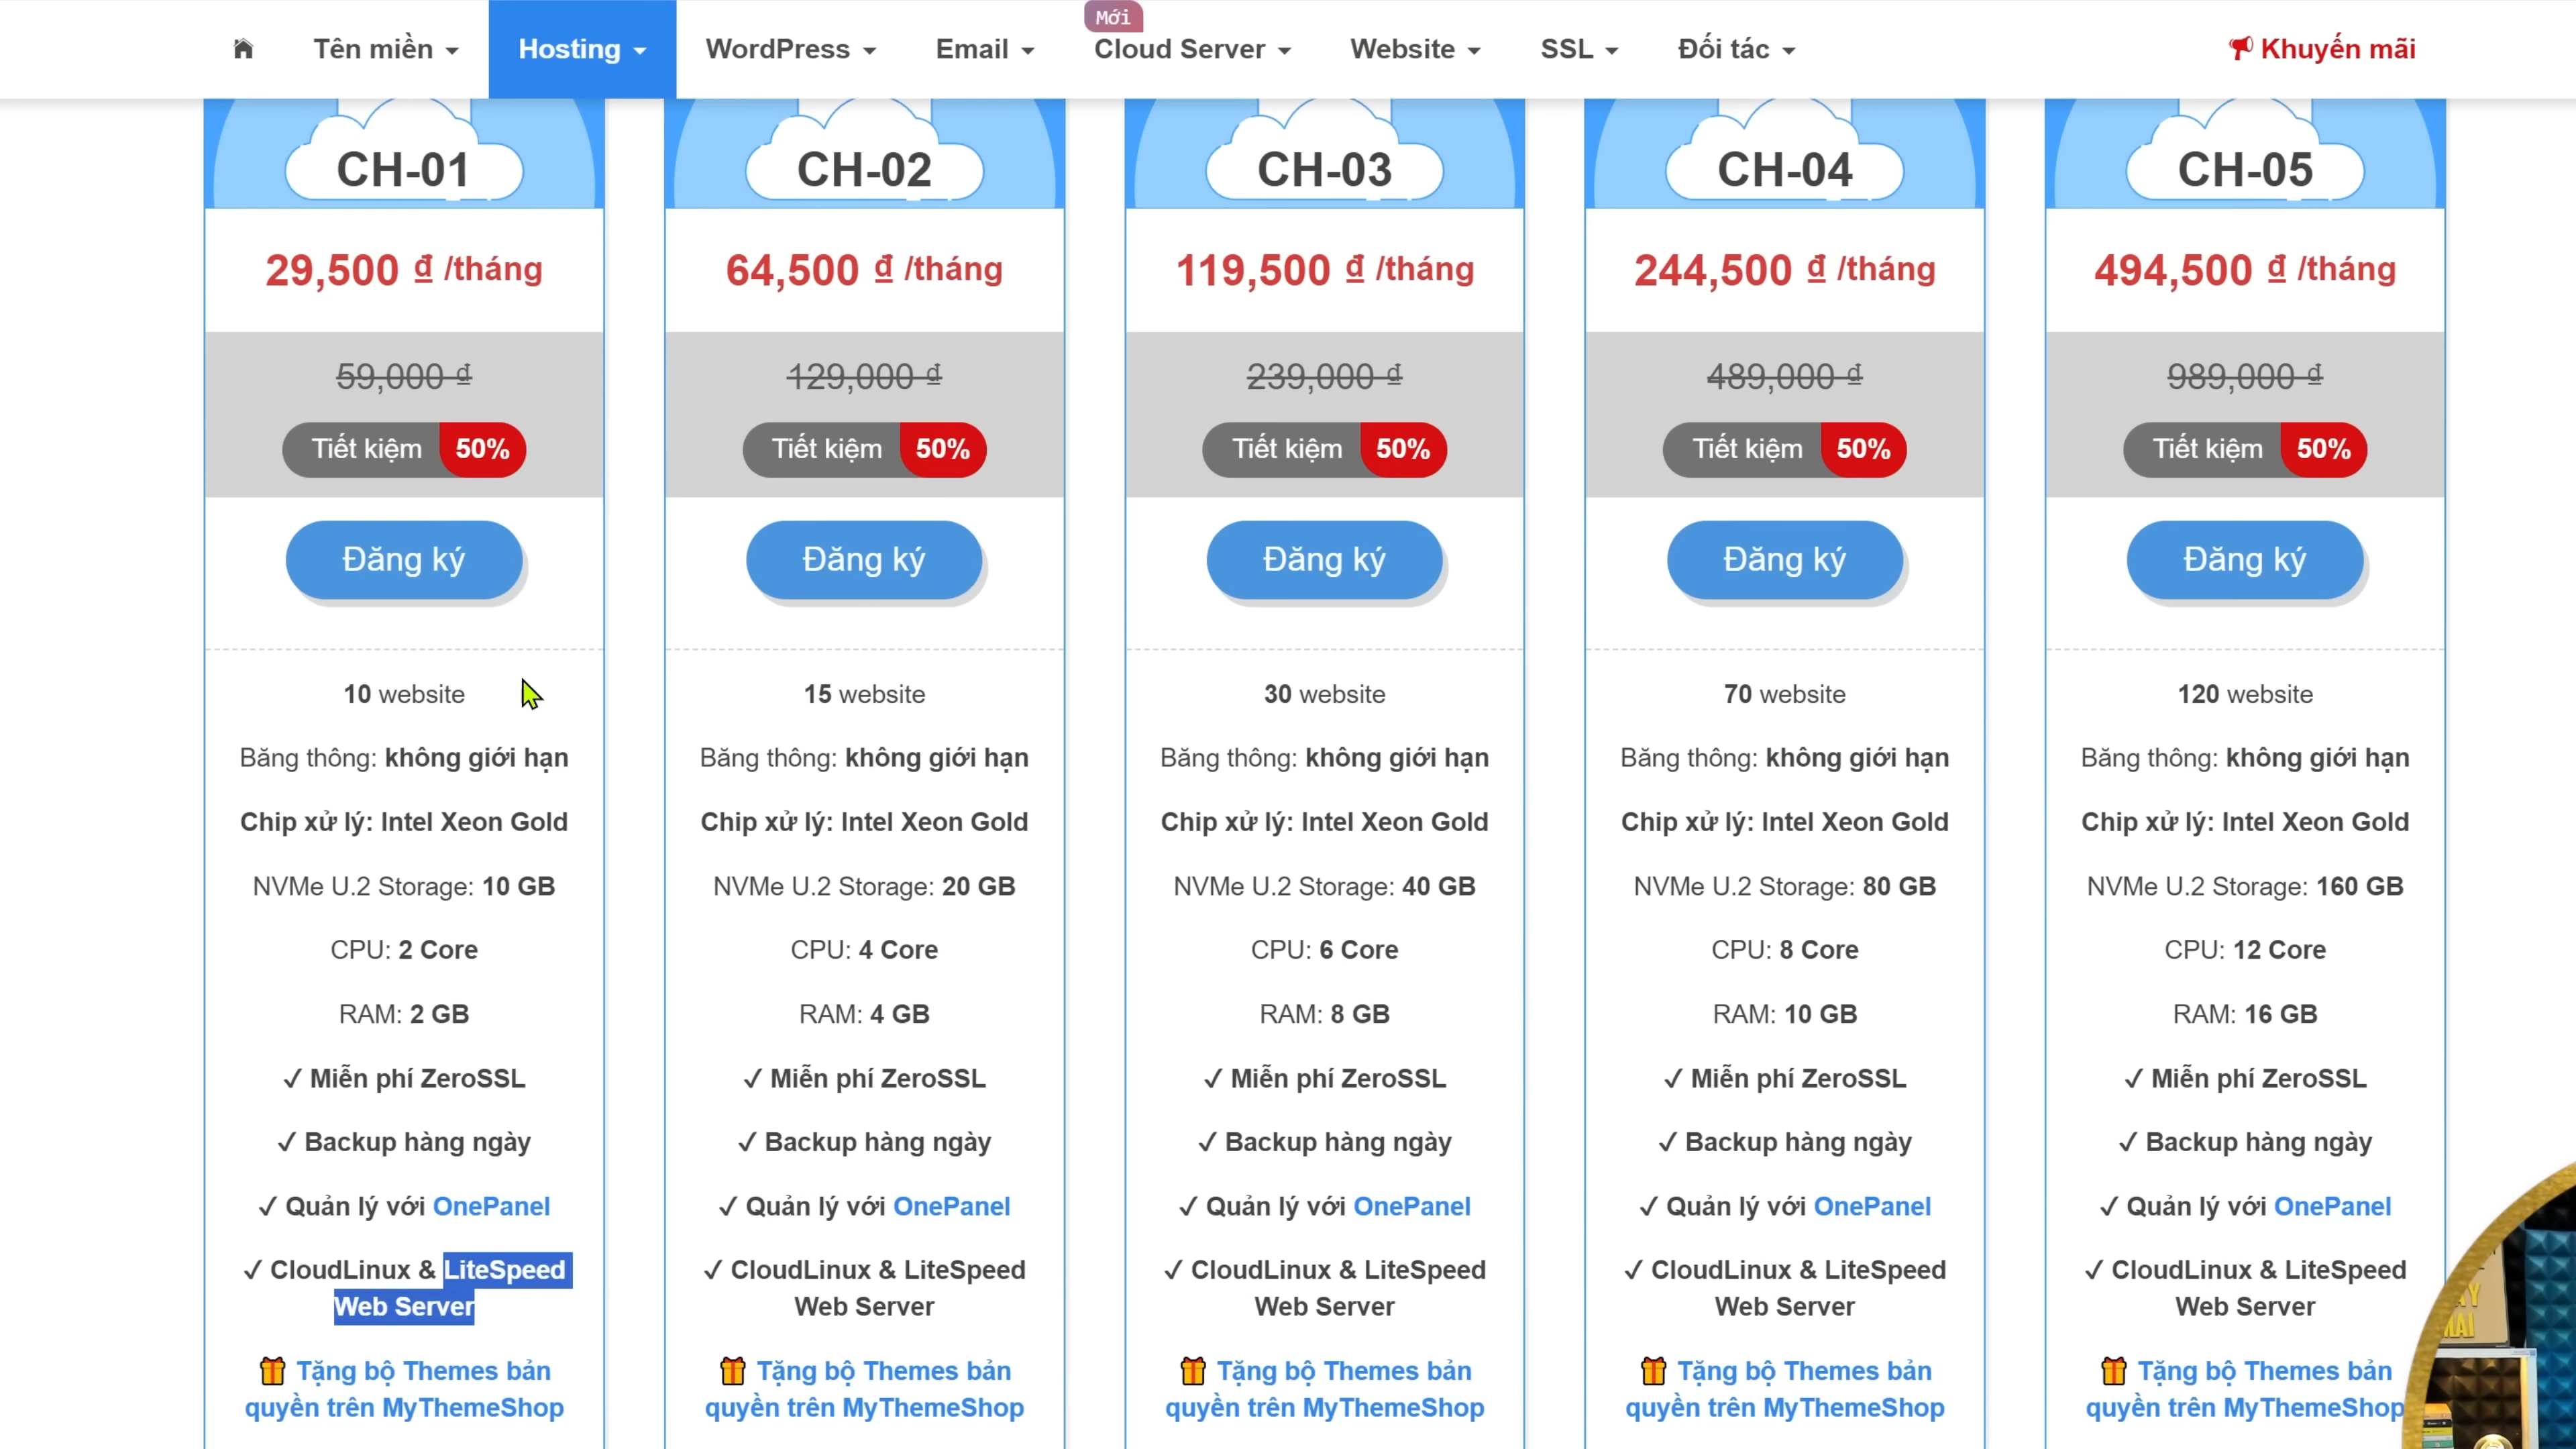 Mới
Tên miền Hosting WordPress Email Cloud Server Website SSL Đối tác Khuyến mãi
CH-01
29,500 ₫ /tháng
59,000 ₫
Tiết kiệm 50%
Đăng ký
10 website
Băng thông: không giới hạn
Chip xử lý: Intel Xeon Gold
NVMe U.2 Storage: 10 GB
CPU: 2 Core
RAM: 2 GB
✓ Miễn phí ZeroSSL
✓ Backup hàng ngày
✓ Quản lý với OnePanel
✓ CloudLinux & LiteSpeed
Web Server
Tặng bộ Themes bản
quyền trên MyThemeShop
CH-02
64,500 ₫ /tháng
129,000 ₫
Tiết kiệm 50%
Đăng ký
15 website
Băng thông: không giới hạn
Chip xử lý: Intel Xeon Gold
NVMe U.2 Storage: 20 GB
CPU: 4 Core
RAM: 4 GB
✓ Miễn phí ZeroSSL
✓ Backup hàng ngày
✓ Quản lý với OnePanel
✓ CloudLinux & LiteSpeed
Web Server
Tặng bộ Themes bản
quyền trên MyThemeShop
CH-03
119,500 ₫ /tháng
239,000 ₫
Tiết kiệm 50%
Đăng ký
30 website
Băng thông: không giới hạn
Chip xử lý: Intel Xeon Gold
NVMe U.2 Storage: 40 GB
CPU: 6 Core
RAM: 8 GB
✓ Miễn phí ZeroSSL
✓ Backup hàng ngày
✓ Quản lý với OnePanel
✓ CloudLinux & LiteSpeed
Web Server
Tặng bộ Themes bản
quyền trên MyThemeShop
CH-04
244,500 ₫ /tháng
489,000 ₫
Tiết kiệm 50%
Đăng ký
70 website
Băng thông: không giới hạn
Chip xử lý: Intel Xeon Gold
NVMe U.2 Storage: 80 GB
CPU: 8 Core
RAM: 10 GB
✓ Miễn phí ZeroSSL
✓ Backup hàng ngày
✓ Quản lý với OnePanel
✓ CloudLinux & LiteSpeed
Web Server
Tặng bộ Themes bản
quyền trên MyThemeShop
CH-05
494,500 ₫ /tháng
989,000 ₫
Tiết kiệm 50%
Đăng ký
120 website
Băng thông: không giới hạn
Chip xử lý: Intel Xeon Gold
NVMe U.2 Storage: 160 GB
CPU: 12 Core
RAM: 16 GB
✓ Miễn phí ZeroSSL
✓ Backup hàng ngày
✓ Quản lý với OnePanel
✓ CloudLinux & LiteSpeed
Web Server
Tặng bộ Themes bản
quyền trên MyThemeShop